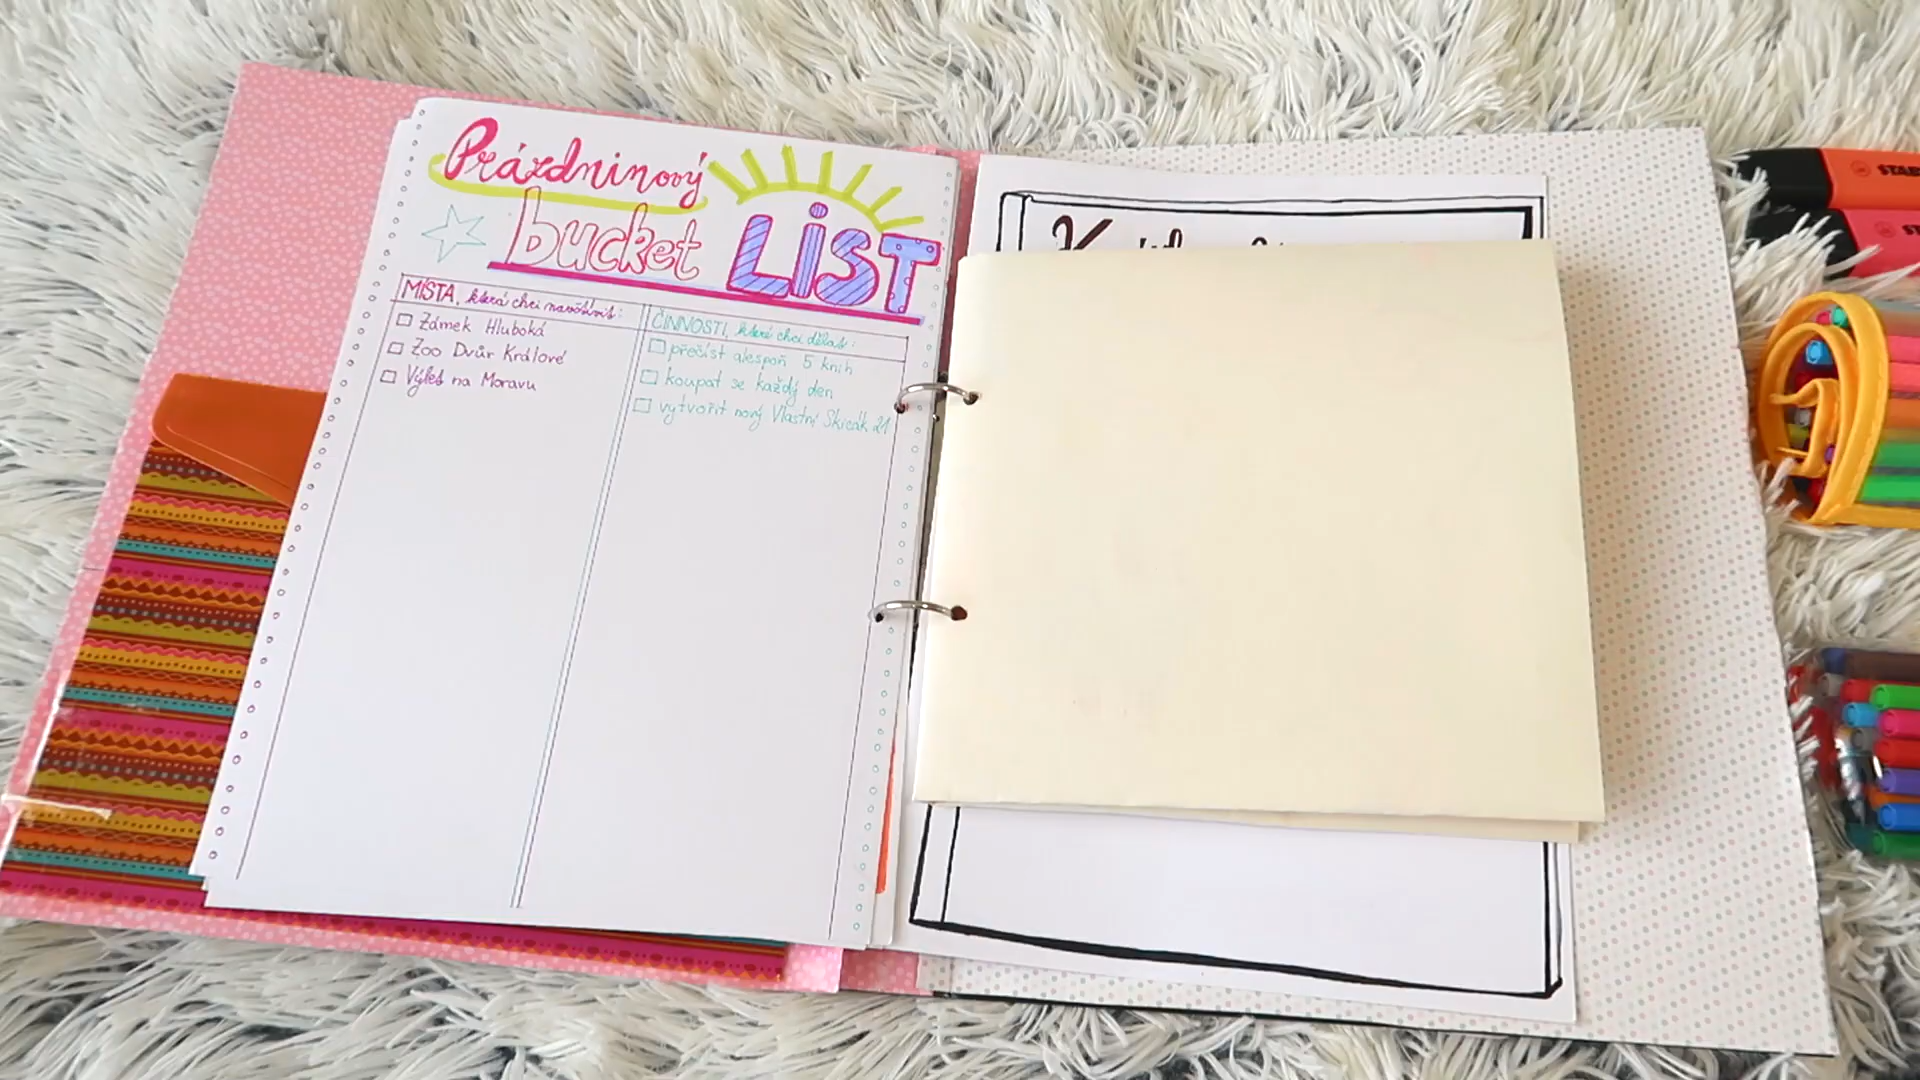 Prázdninový
bucket LiST
MÍSTA, která chci navštívit:
Zámek Hluboká
Zoo Dvůr Králové
Výlet na Moravu
ČINNOSTI, které chci dělat:
přečíst alespoň 5 knih
koupat se každý den
vytvořit nový Vlastní Skicák 21